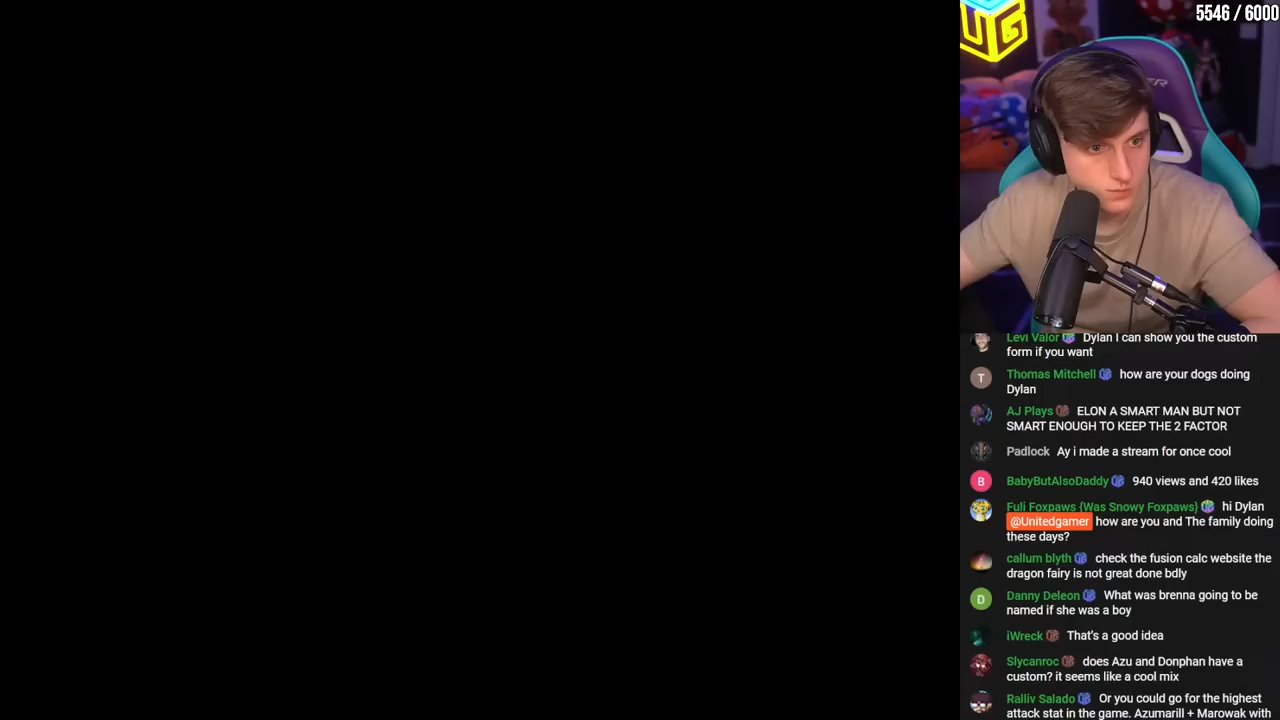 5546 / 6000
UG
Levi Valor Dylan I can show you the custom
form if you want
T
Thomas Mitchell how are your dogs doing
Dylan
AJ Plays ELON A SMART MAN BUT NOT
SMART ENOUGH TO KEEP THE 2 FACTOR
Padlock Ay i made a stream for once cool
B
BabyButAlsoDaddy 940 views and 420 likes
Fuli Foxpaws {Was Snowy Foxpaws} hi Dylan
@Unitedgamer how are you and The family doing
these days?
callum blyth check the fusion calc website the
dragon fairy is not great done bdly
D
Danny Deleon What was brenna going to be
named if she was a boy
iWreck That's a good idea
Slycanroc does Azu and Donphan have a
custom? it seems like a cool mix
Ralliv Salado Or you could go for the highest
attack stat in the game. Azumarill + Marowak with